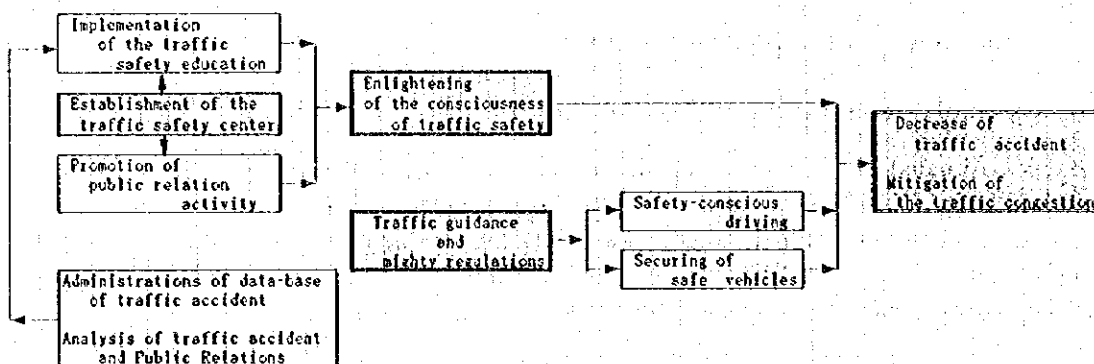 Implementation
of the traffic
safety education
Establishment of the
traffic safety center
Promotion of
public relation
activity
Administrations of data-base
of traffic accident
Analysis of traffic accident
and Public Relations
Enlightening
of the consciousness
of traffic safety
Traffic guidance
and
mighty regulations
Safety-conscious
driving
Securing of
safe vehicles
Decrease of
traffic accident
Mitigation of
the traffic congestion